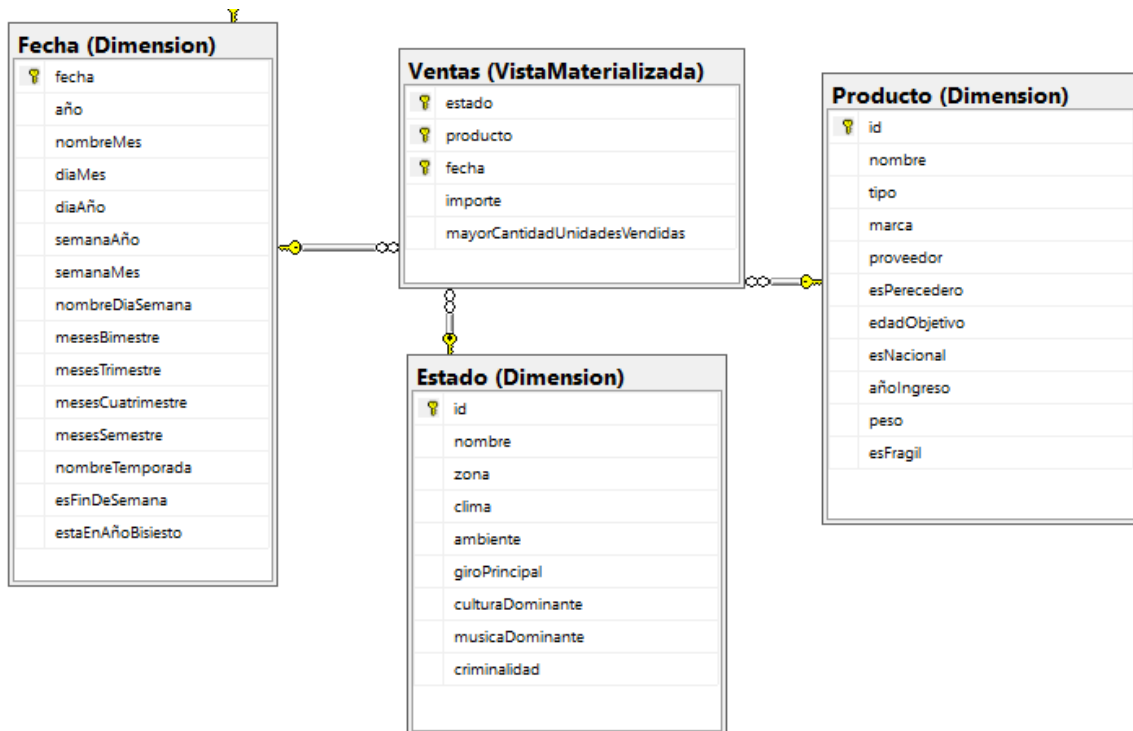 Fecha (Dimension)
fecha
año
nombreMes
diaMes
diaAño
semanaAño
semanaMes
nombreDiaSemana
mesesBimestre
mesesTrimestre
mesesCuatrimestre
mesesSemestre
nombreTemporada
esFinDeSemana
estaEnAñoBisiesto
Ventas (VistaMaterializada)
estado
producto
fecha
importe
mayorCantidadUnidadesVendidas
Estado (Dimension)
id
nombre
zona
clima
ambiente
giroPrincipal
culturaDominante
musicaDominante
criminalidad
Producto (Dimension)
id
nombre
tipo
marca
proveedor
esPerecedero
edadObjetivo
esNacional
añoIngreso
peso
esFragil